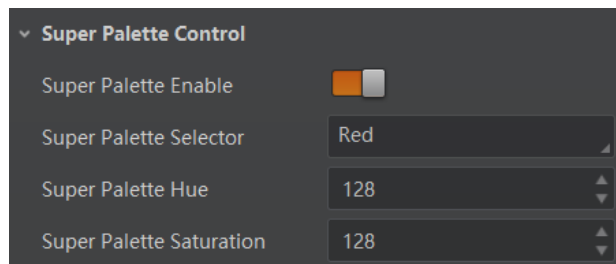 Super Palette Control
Super Palette Enable
Super Palette Selector Red
Super Palette Hue 128
Super Palette Saturation 128